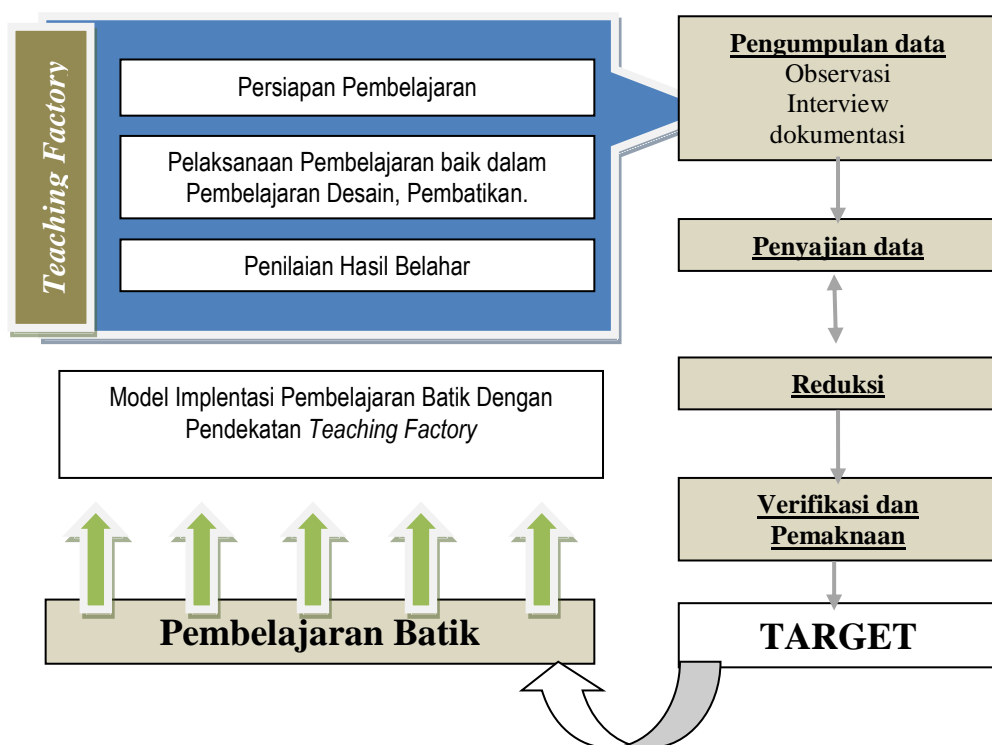 Teaching Factory
Persiapan Pembelajaran
Pelaksanaan Pembelajaran baik dalam
Pembelajaran Desain, Pembatikan.
Penilaian Hasil Belahar
Model Implentasi Pembelajaran Batik Dengan
Pendekatan Teaching Factory
Pembelajaran Batik
Pengumpulan data
Observasi
Interview
dokumentasi
Penyajian data
Reduksi
Verifikasi dan
Pemaknaan
TARGET